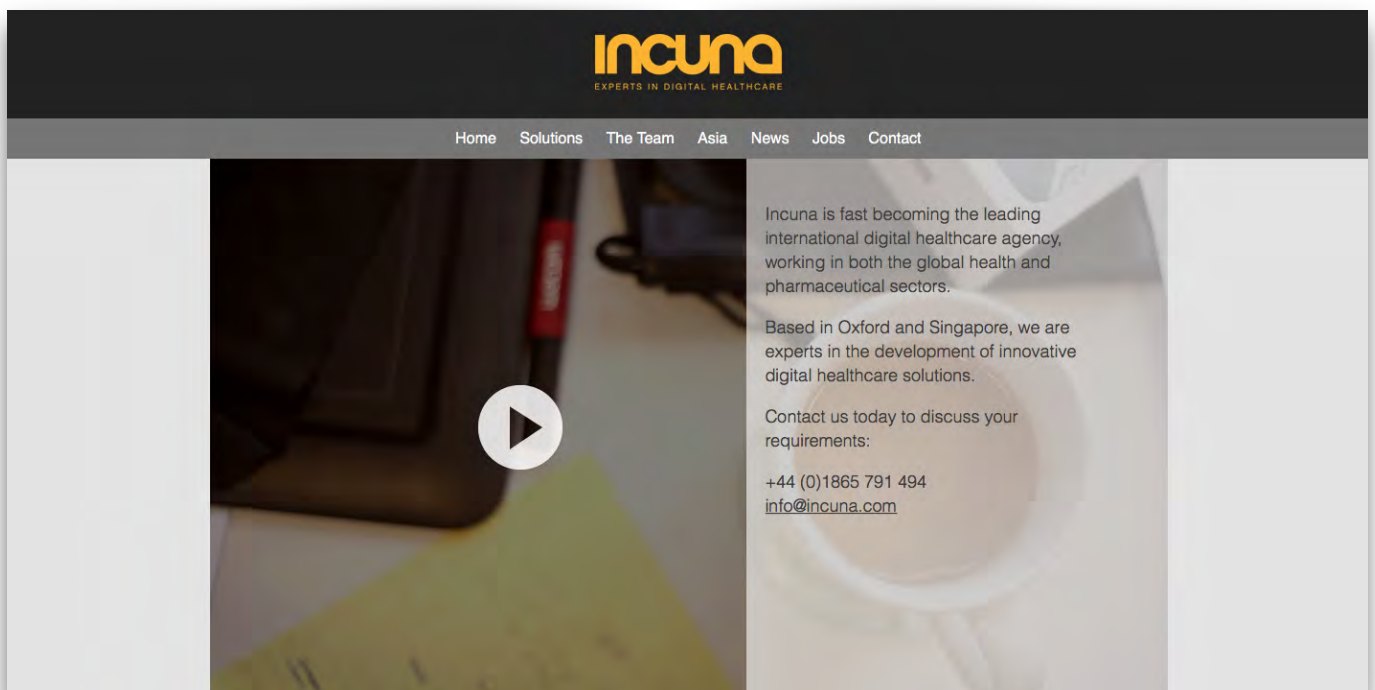 incuna
EXPERTS IN DIGITAL HEALTHCARE
Home Solutions The Team Asia News Jobs Contact
Incuna is fast becoming the leading
international digital healthcare agency,
working in both the global health and
pharmaceutical sectors.
Based in Oxford and Singapore, we are
experts in the development of innovative
digital healthcare solutions.
Contact us today to discuss your
requirements:
+44 (0)1865 791 494
info@incuna.com